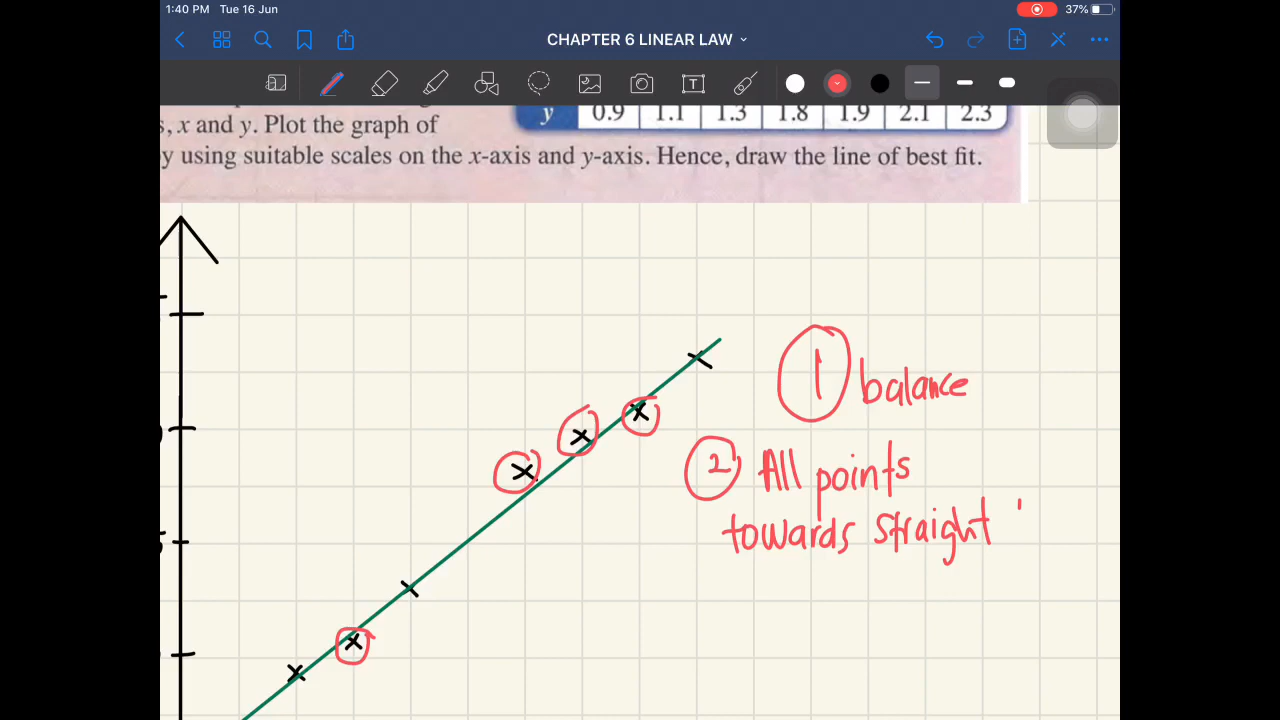 1:40 PM Tue 16 Jun 37%
CHAPTER 6 LINEAR LAW
T
y 0.9 1.1 1.3 1.8 1.9 2.1 2.3
s, x and y. Plot the graph of
y using suitable scales on the x-axis and y-axis. Hence, draw the line of best fit.
1 balance
2 All points
towards straight